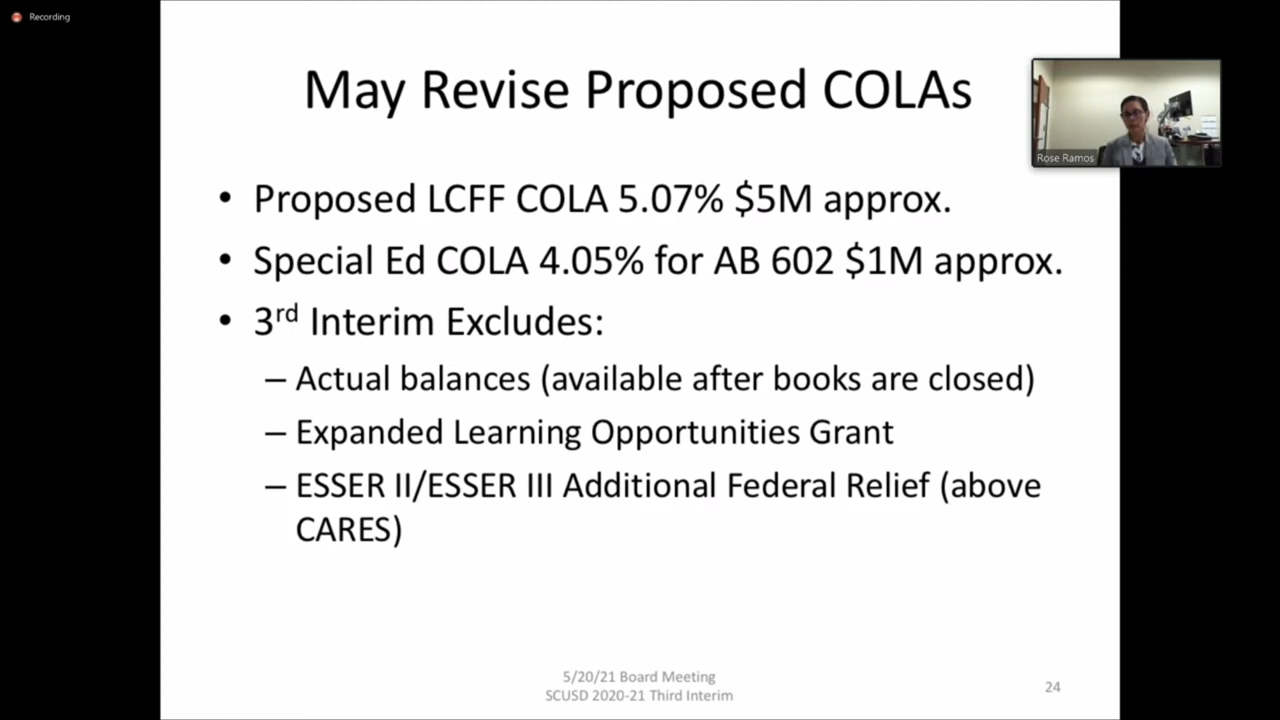 Recording
May Revise Proposed COLAs
Rose Ramos
• Proposed LCFF COLA 5.07% $5M approx.
• Special Ed COLA 4.05% for AB 602 $1M approx.
• 3rd Interim Excludes:
– Actual balances (available after books are closed)
– Expanded Learning Opportunities Grant
– ESSER II/ESSER III Additional Federal Relief (above
CARES)
5/20/21 Board Meeting
SCUSD 2020-21 Third Interim
24